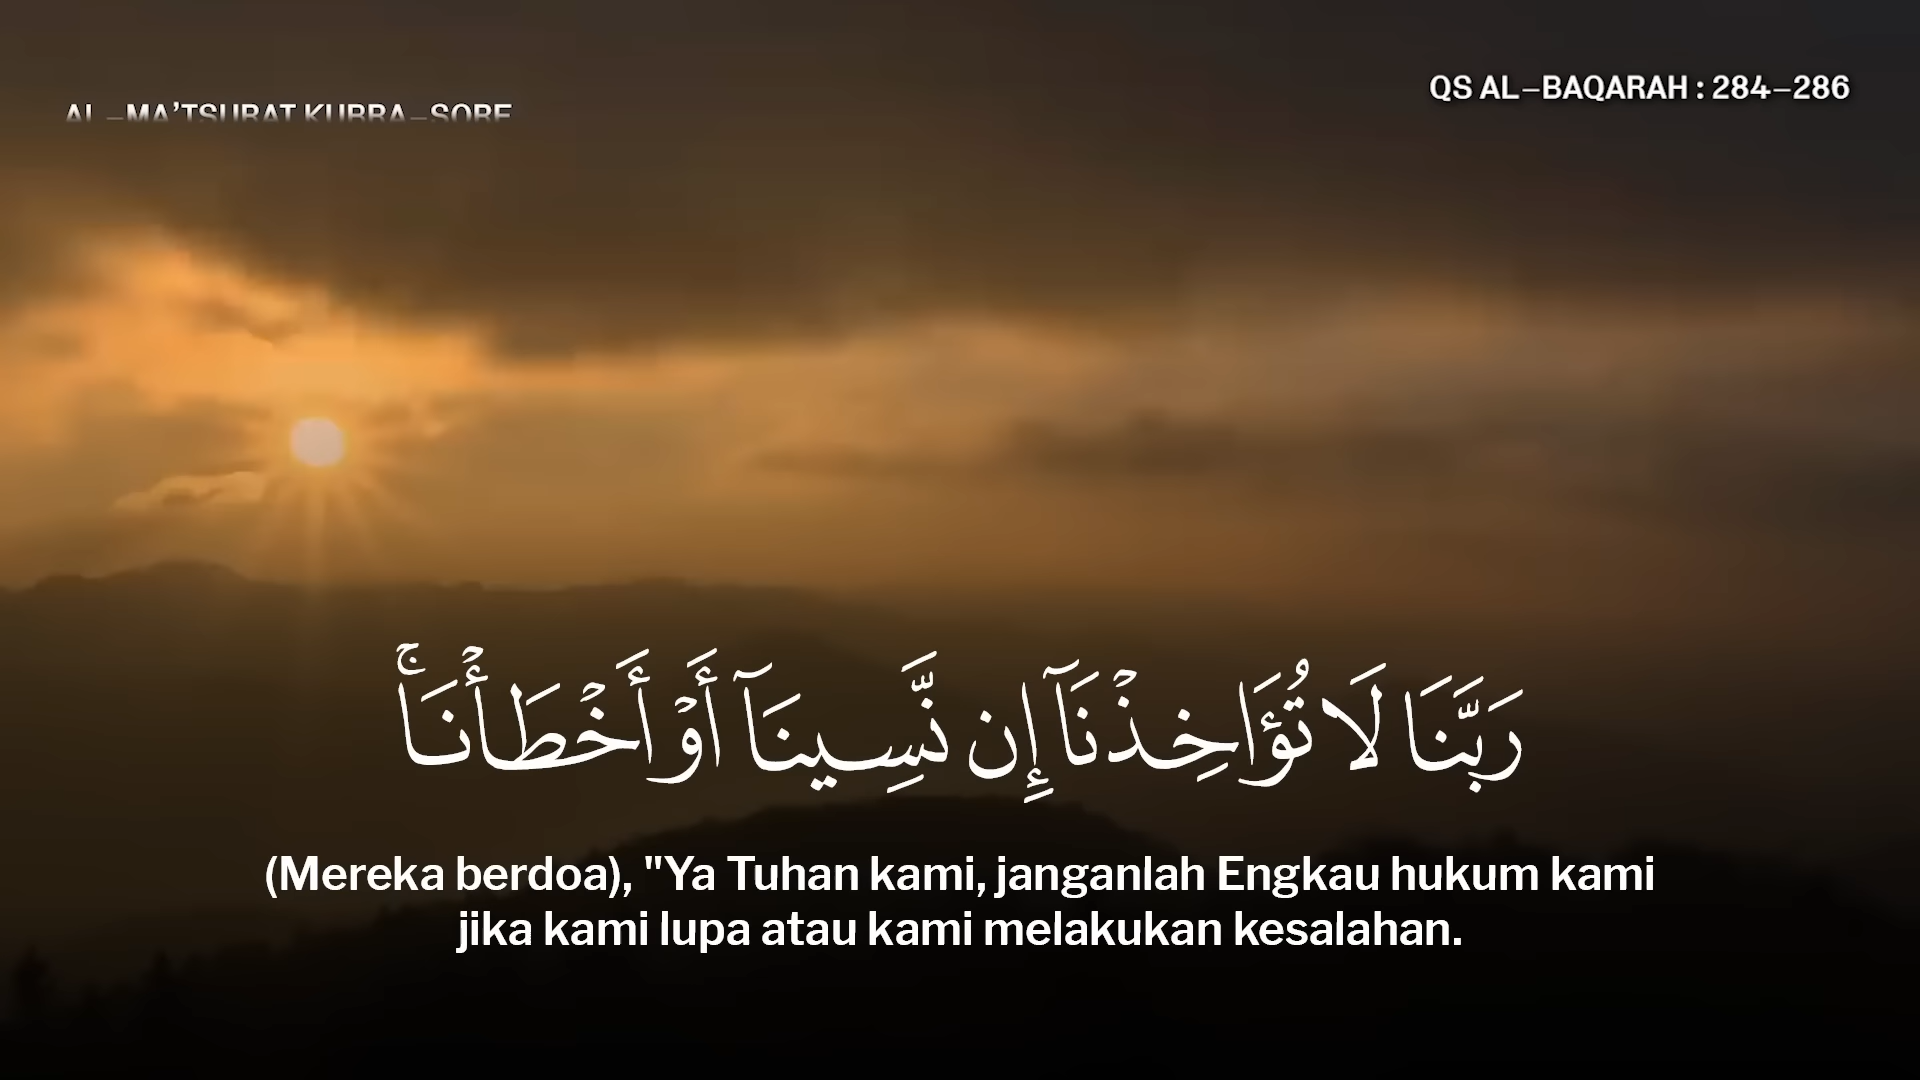 AL-MA'TSURAT KUBRA-SORE
QS AL-BAQARAH : 284-286
رَبَّنَا لَا تُؤَاخِذْنَآ إِن نَّسِينَآ أَوْ أَخْطَأْنَاۚ
(Mereka berdoa), "Ya Tuhan kami, janganlah Engkau hukum kami
jika kami lupa atau kami melakukan kesalahan.